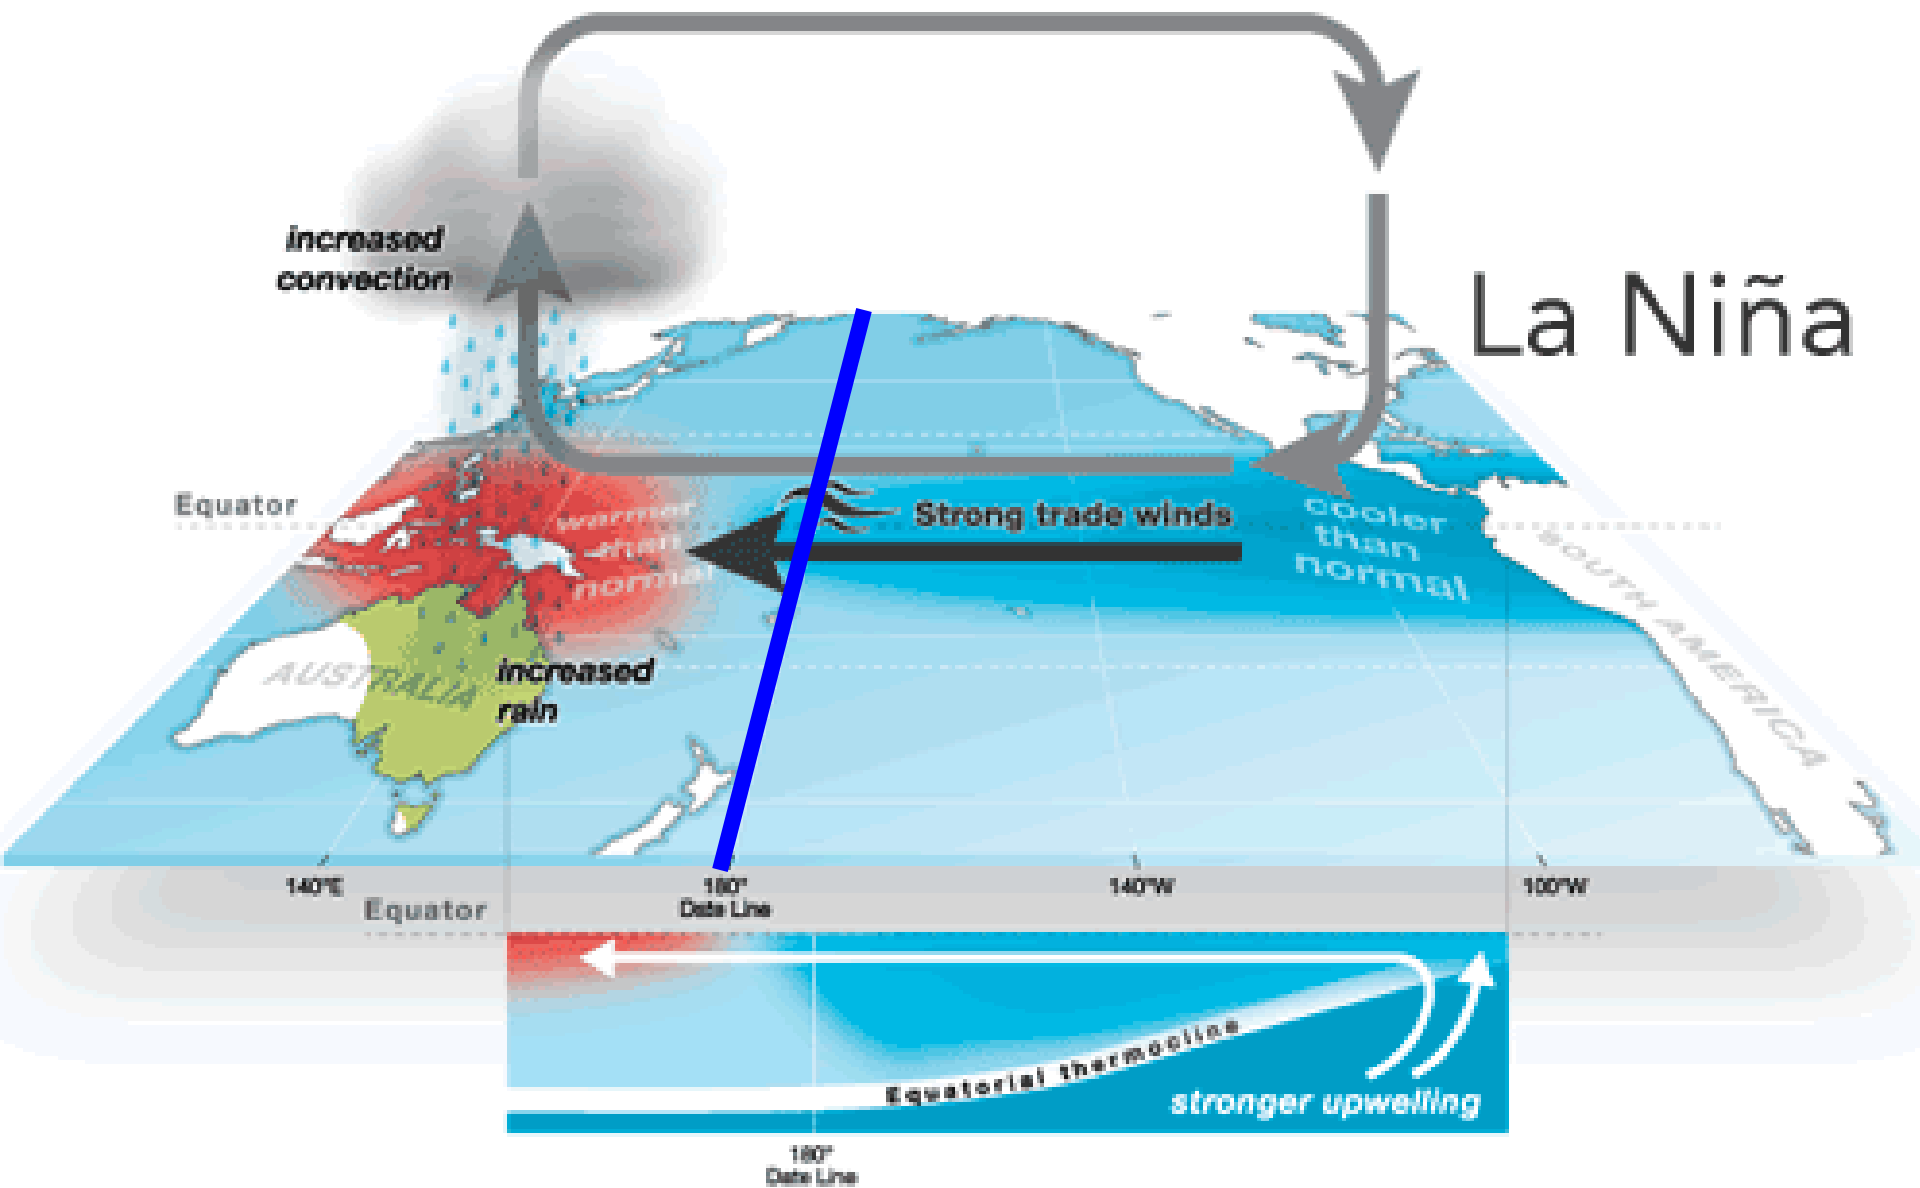 increased
convection
La Niña
Equator
warmer
than
normal
Strong trade winds
cooler
than
normal
SOUTH AMERICA
AUSTRALIA
increased
rain
140°E
180°
Date Line
140°W
100°W
Equator
Equatorial thermocline
stronger upwelling
180°
Date Line